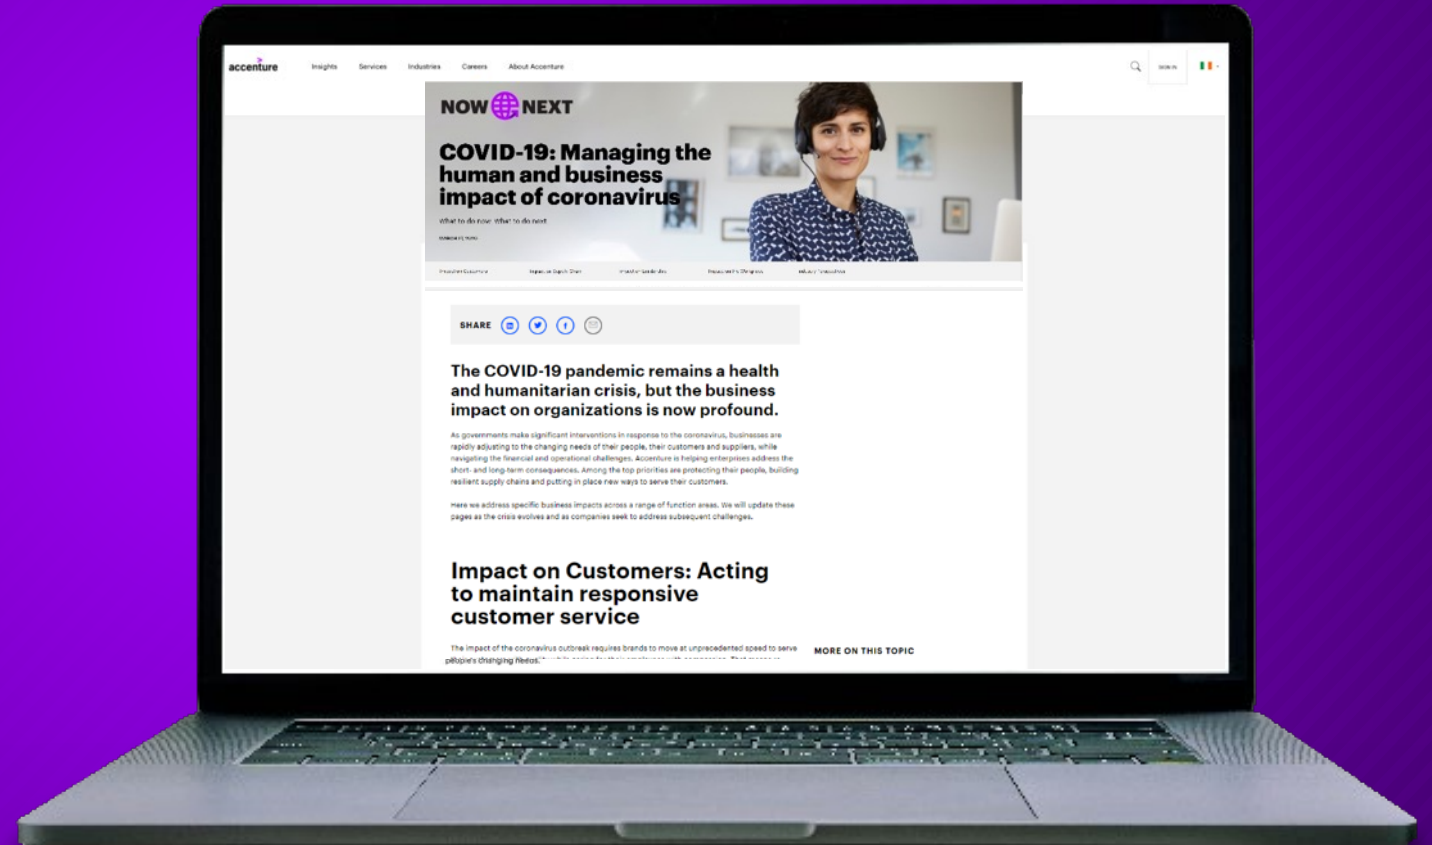 accenture
Insights Services Industries Careers About Accenture
SIGN IN
NOW NEXT
COVID-19: Managing the
human and business
impact of coronavirus
What to do now. What to do next.
SHARE
The COVID-19 pandemic remains a health
and humanitarian crisis, but the business
impact on organizations is now profound.
As governments make significant interventions in response to the coronavirus, businesses are
rapidly adjusting to the changing needs of their people, their customers and suppliers, while
navigating the financial and operational challenges. Accenture is helping enterprises address the
short- and long-term consequences. Among the top priorities are protecting their people, building
resilient supply chains and putting in place new ways to serve their customers.
Here we address specific business impacts across a range of function areas. We will update these
pages as the crisis evolves and as companies seek to address subsequent challenges.
Impact on Customers: Acting
to maintain responsive
customer service
The impact of the coronavirus outbreak requires brands to move at unprecedented speed to serve
people's changing needs.
MORE ON THIS TOPIC